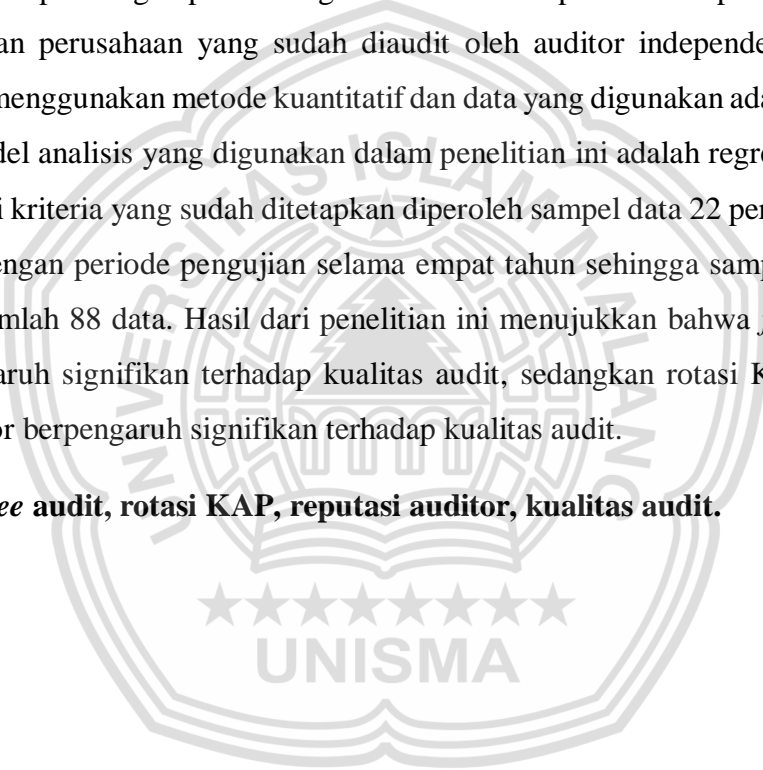 an perusahaan yang sudah diaudit oleh auditor independe
menggunakan metode kuantitatif dan data yang digunakan ada
del analisis yang digunakan dalam penelitian ini adalah regre
i kriteria yang sudah ditetapkan diperoleh sampel data 22 per
engan periode pengujian selama empat tahun sehingga samp
mlah 88 data. Hasil dari penelitian ini menujukkan bahwa j
aruh signifikan terhadap kualitas audit, sedangkan rotasi K
or berpengaruh signifikan terhadap kualitas audit.
ee audit, rotasi KAP, reputasi auditor, kualitas audit.
UNIVERSITAS ISLAM MALANG
UNISMA